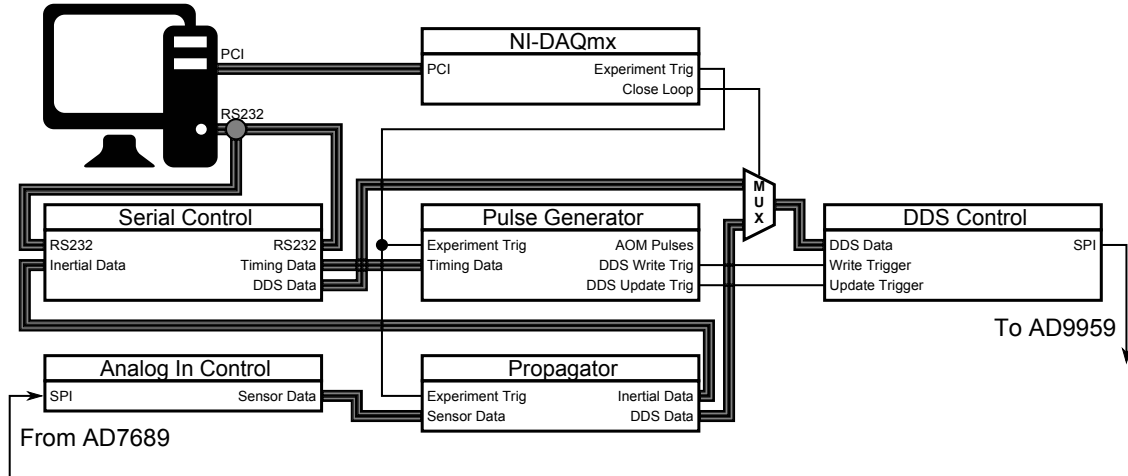 PCI
RS232
NI-DAQmx
PCI
Experiment Trig
Close Loop
MUX
Serial Control
RS232
RS232
Inertial Data
Timing Data
DDS Data
Pulse Generator
Experiment Trig
AOM Pulses
Timing Data
DDS Write Trig
DDS Update Trig
DDS Control
DDS Data
SPI
Write Trigger
Update Trigger
To AD9959
Analog In Control
SPI
Sensor Data
From AD7689
Propagator
Experiment Trig
Inertial Data
Sensor Data
DDS Data